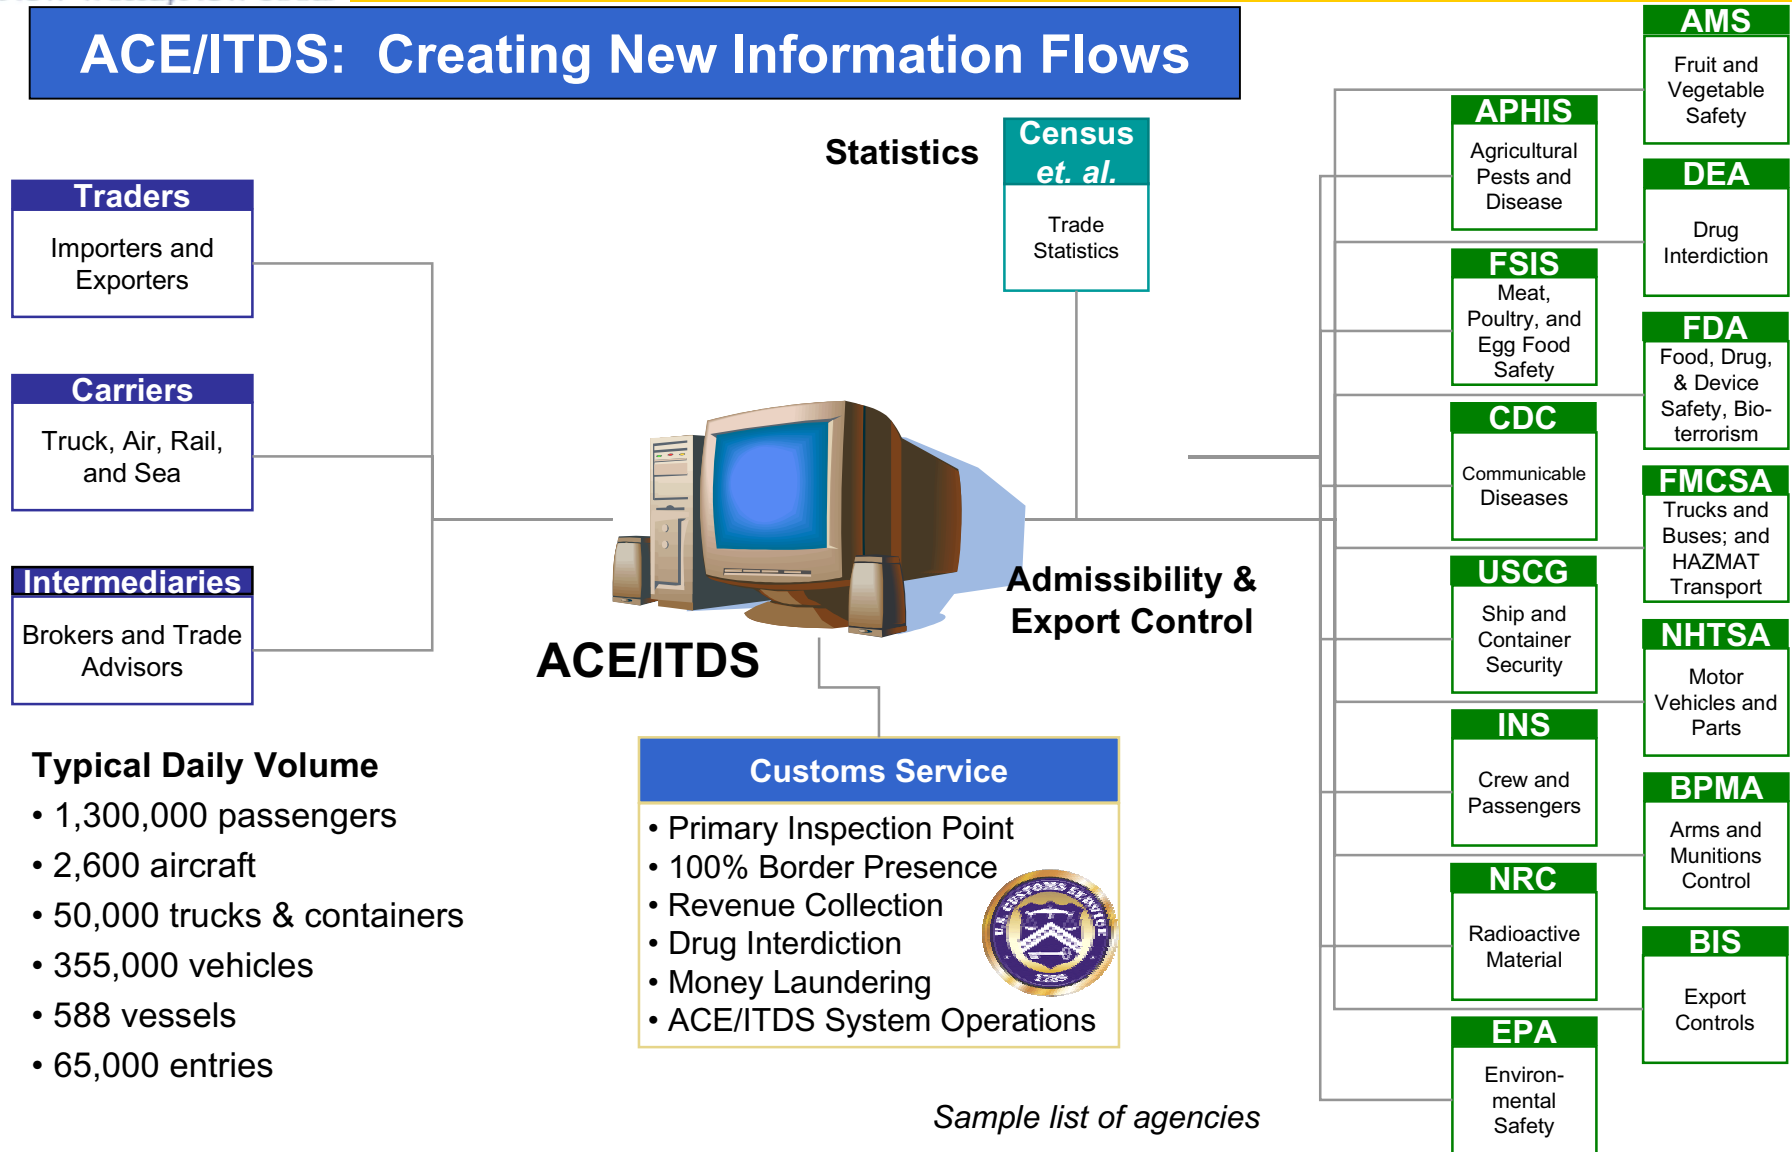 ACE/ITDS: Creating New Information Flows
Statistics
Census
et. al.
Trade
Statistics
Traders
Importers and
Exporters
Carriers
Truck, Air, Rail,
and Sea
Intermediaries
Brokers and Trade
Advisors
ACE/ITDS
Admissibility &
Export Control
Typical Daily Volume
• 1,300,000 passengers
• 2,600 aircraft
• 50,000 trucks & containers
• 355,000 vehicles
• 588 vessels
• 65,000 entries
Customs Service
• Primary Inspection Point
• 100% Border Presence
• Revenue Collection
• Drug Interdiction
• Money Laundering
• ACE/ITDS System Operations
U.S. CUSTOMS SERVICE
1789
APHIS
Agricultural
Pests and
Disease
FSIS
Meat,
Poultry, and
Egg Food
Safety
CDC
Communicable
Diseases
USCG
Ship and
Container
Security
INS
Crew and
Passengers
NRC
Radioactive
Material
EPA
Environ-
mental
Safety
AMS
Fruit and
Vegetable
Safety
DEA
Drug
Interdiction
FDA
Food, Drug,
& Device
Safety, Bio-
terrorism
FMCSA
Trucks and
Buses; and
HAZMAT
Transport
NHTSA
Motor
Vehicles and
Parts
BPMA
Arms and
Munitions
Control
BIS
Export
Controls
Sample list of agencies